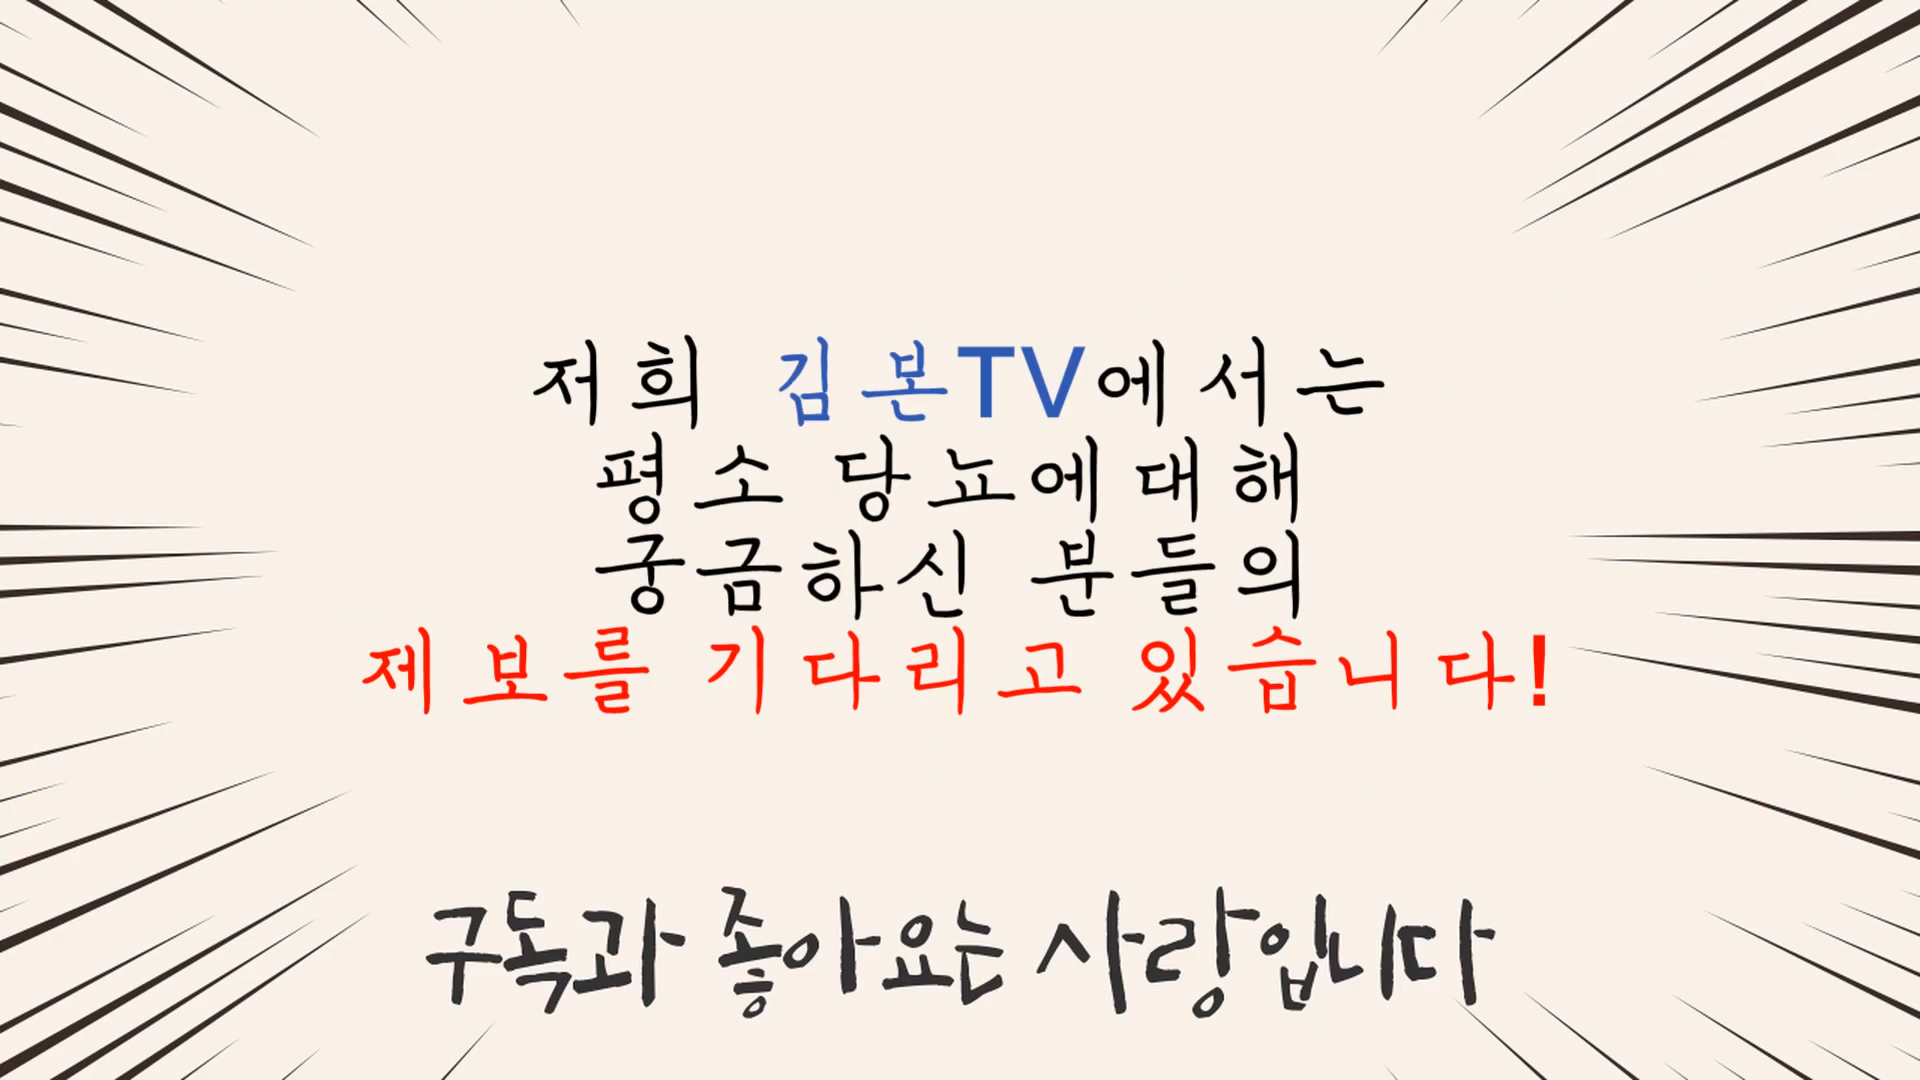 저희 김본TV에서는
평소 당뇨에대해
궁금하신 분들의
제보를 기다리고 있습니다!
구독과 좋아요는 사랑입니다